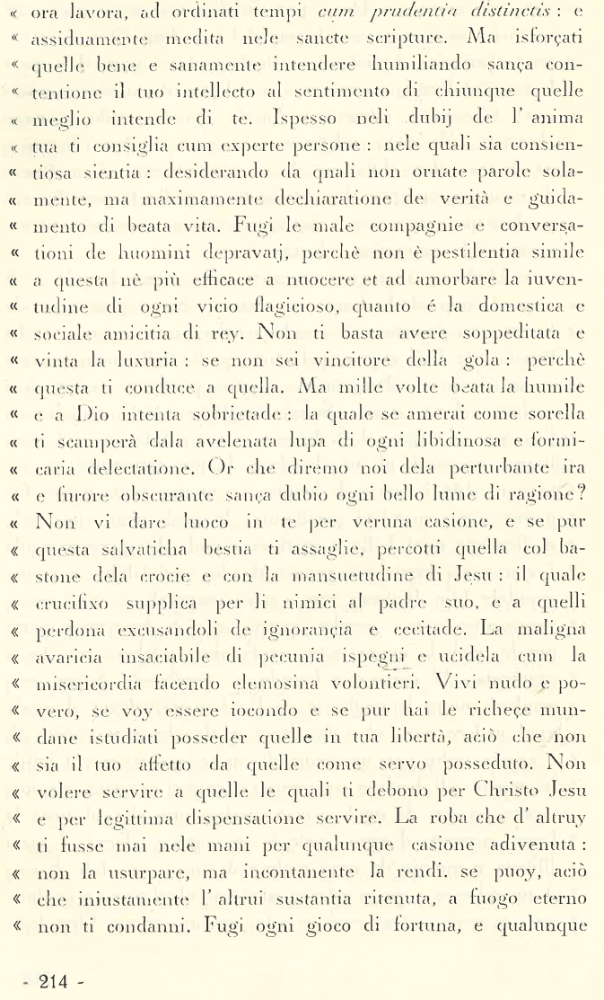 « ora lavora, ad ordinati tempi cum prudentia distinctis : e
« assiduamente medita nele sancte scripture. Ma isforçati
« quelle bene e sanamente intendere humiliando sança con-
« tentione il tuo intellecto al sentimento di chiunque quelle
« meglio intende di te. Ispesso neli dubij de l' anima
« tua ti consiglia cum experte persone : nele quali sia consien-
« tiosa sientia : desiderando da quali non ornate parole sola-
« mente, ma maximamente dechiaratione de verità e guida-
« mento di beata vita. Fugi le male compagnie e conversa-
« tioni de huomini depravatj, perchè non è pestilentia simile
« a questa nè più efficace a nuocere et ad amorbare la iuven-
« tudine di ogni vicio flagicioso, quanto é la domestica e
« sociale amicitia di rey. Non ti basta avere soppeditata e
« vinta la luxuria : se non sei vincitore della gola : perchè
« questa ti conduce a quella. Ma mille volte beata la humile
« e a Dio intenta sobrietade : la quale se amerai come sorella
« ti scamperà dala avelenata lupa di ogni libidinosa e formi-
« caria delectatione. Or che diremo noi dela perturbante ira
« e furore obscurante sança dubio ogni bello lume di ragione?
« Non vi dare luoco in te per veruna casione, e se pur
« questa salvaticha bestia ti assaglie, percotti quella col ba-
« stone dela crocie e con la mansuetudine di Jesu : il quale
« crucifixo supplica per li nimici al padre suo, e a quelli
« perdona excusandoli de ignorançia e cecitade. La maligna
« avaricia insaciabile di pecunia ispegni e ucidela cum la
« misericordia facendo elemosina volontieri. Vivi nudo e po-
« vero, se voy essere iocondo e se pur hai le richeçe mun-
« dane istudiati posseder quelle in tua libertà, aciò che non
« sia il tuo affetto da quelle come servo posseduto. Non
« volere servire a quelle le quali ti debono per Christo Jesu
« e per legittima dispensatione servire. La roba che d' altruy
« ti fusse mai nele mani per qualunque casione adivenuta :
« non la usurpare, ma incontanente la rendi. se puoy, aciò
« che iniustamente l' altrui sustantia ritenuta, a fuogo eterno
« non ti condanni. Fugi ogni gioco di fortuna, e qualunque
- 214 -